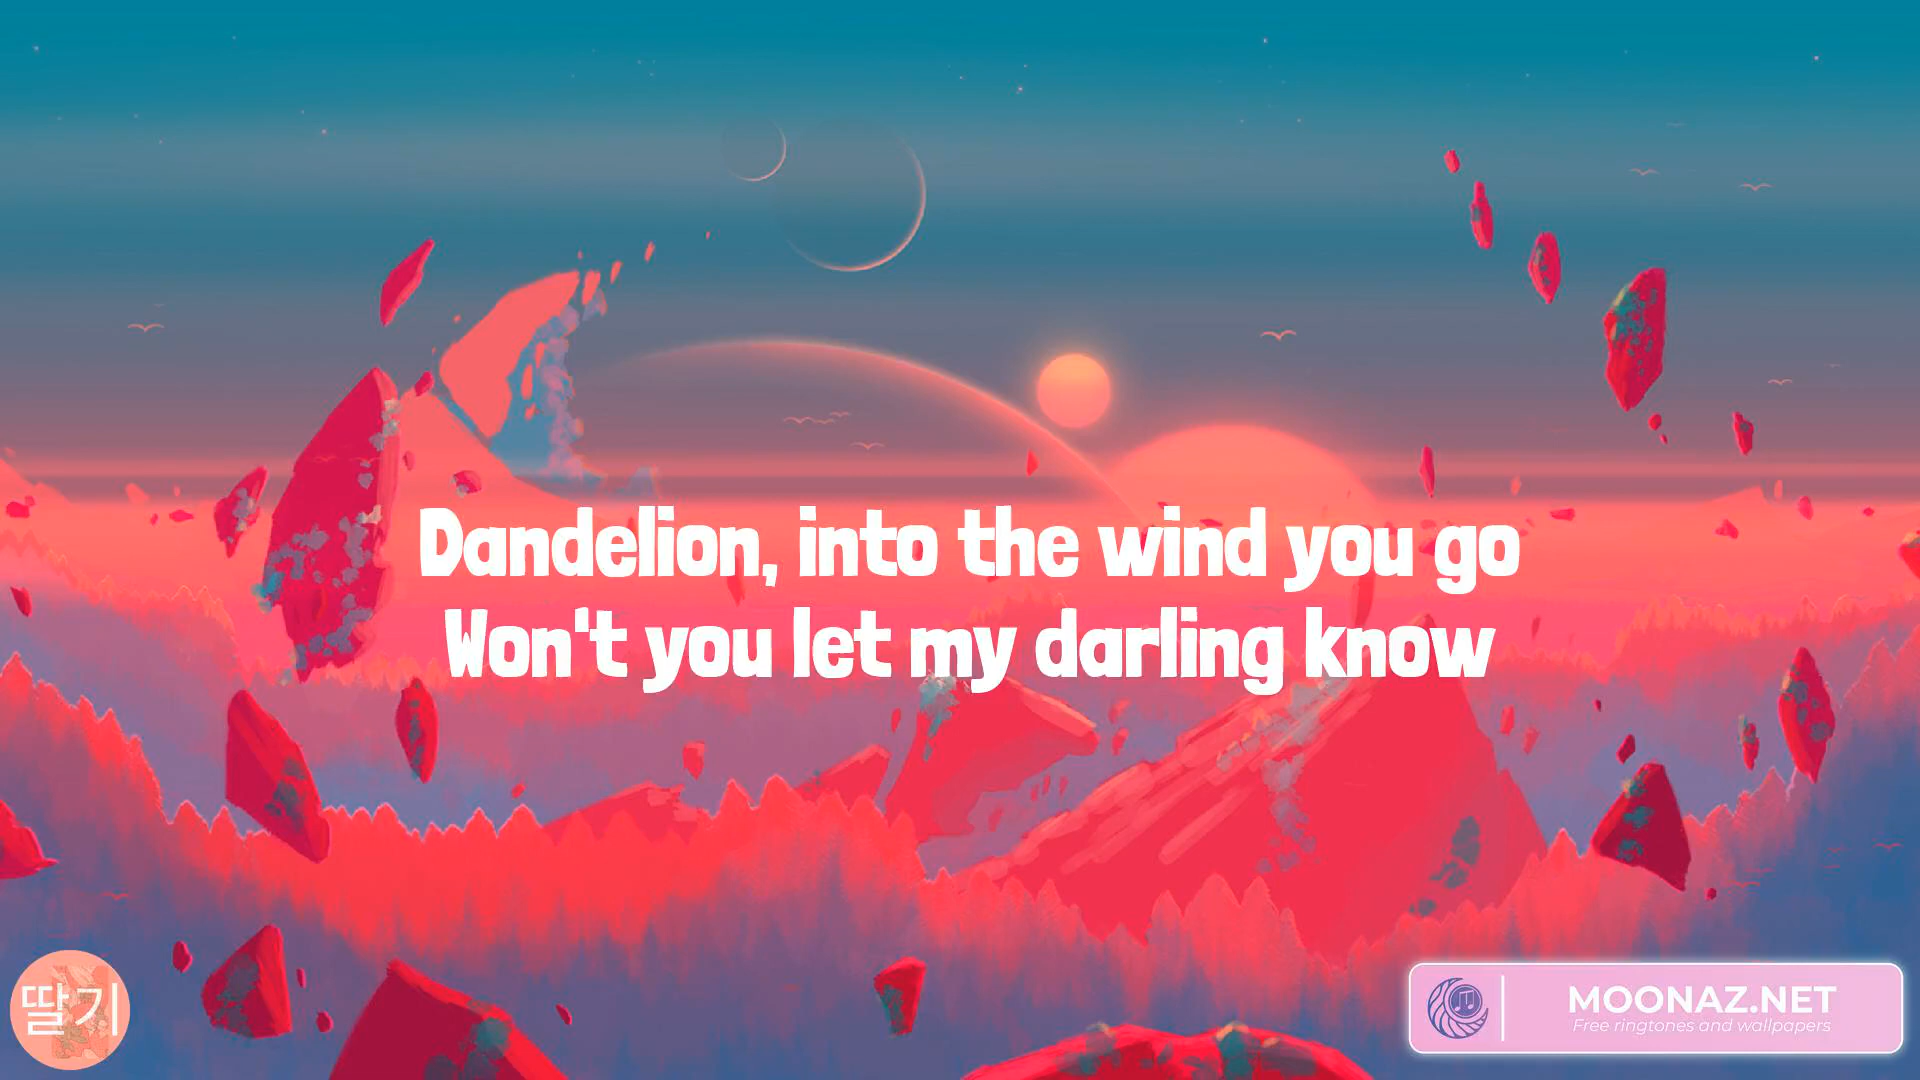 Dandelion, into the wind you go
Won't you let my darling know
딸기
MOONAZ.NET
Free ringtones and wallpapers